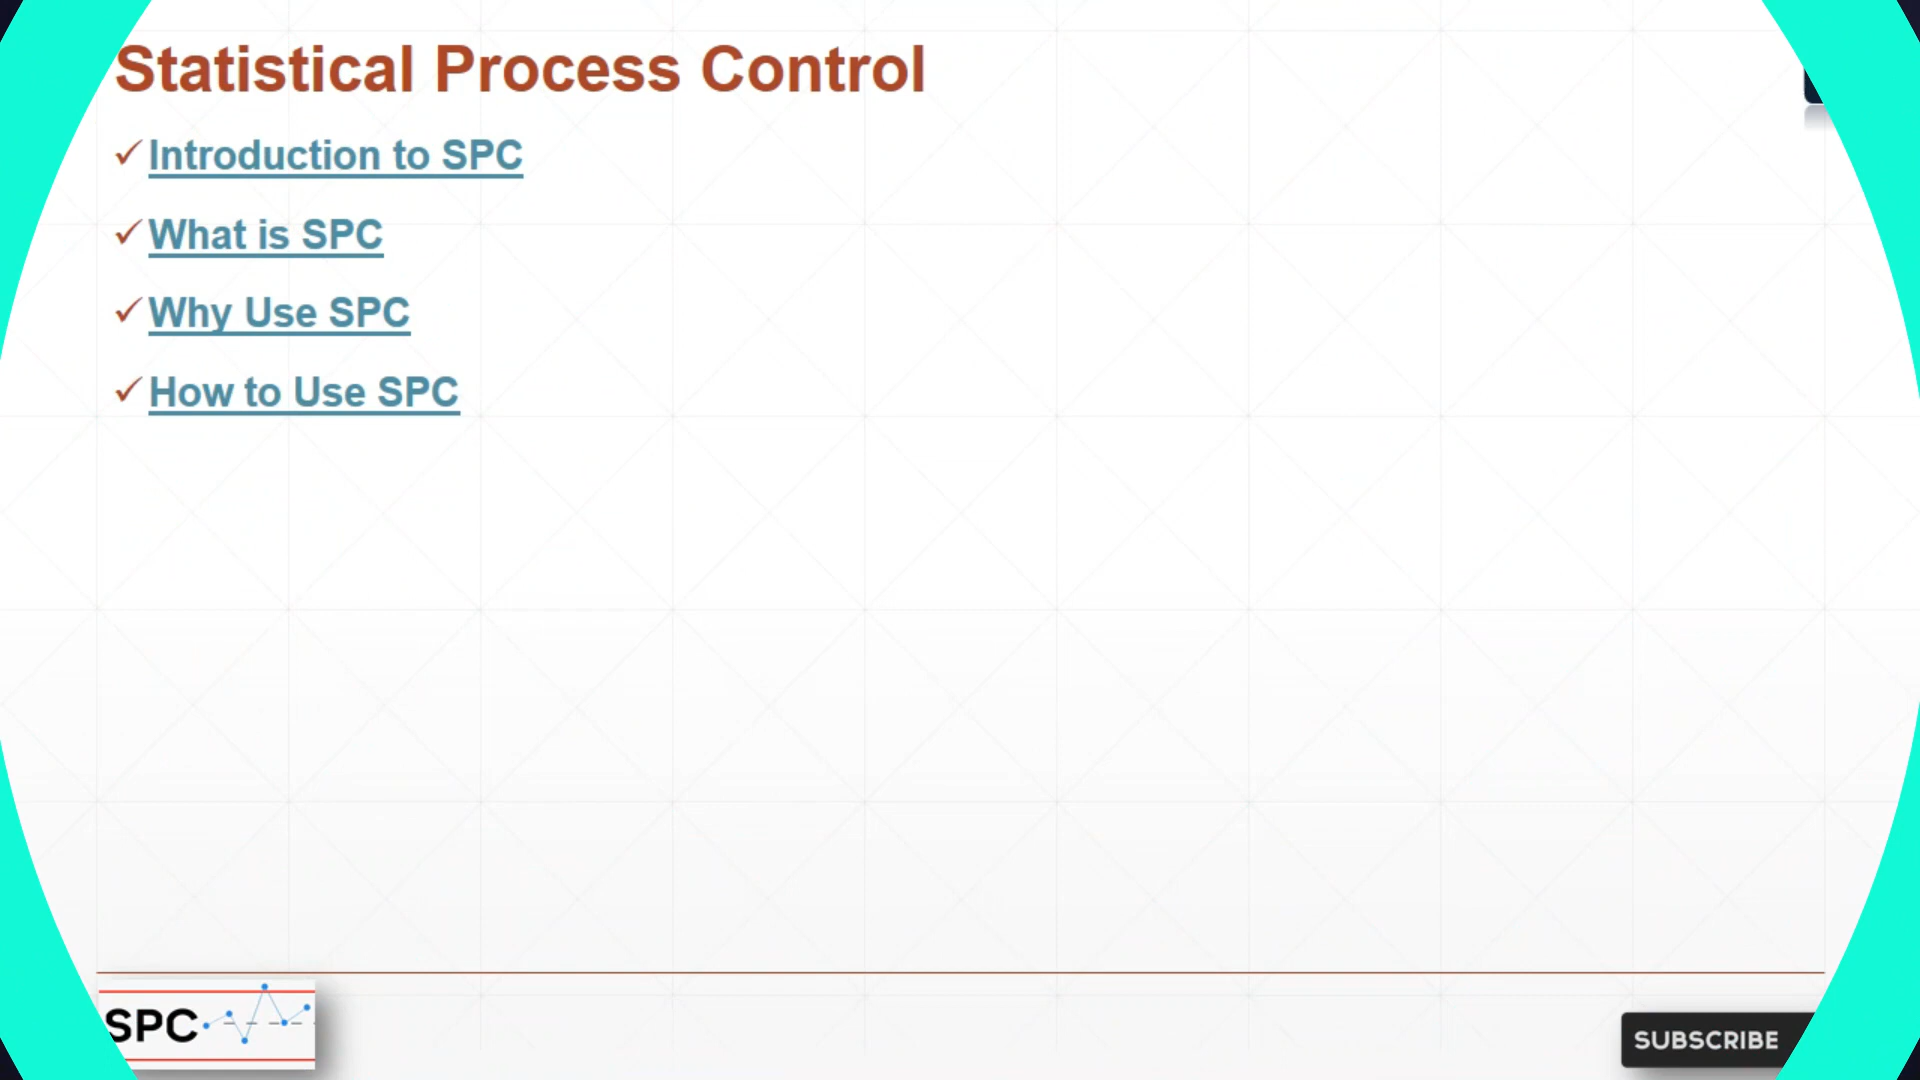 Statistical Process Control
✓ Introduction to SPC
✓ What is SPC
✓ Why Use SPC
✓ How to Use SPC
SPC
SUBSCRIBE